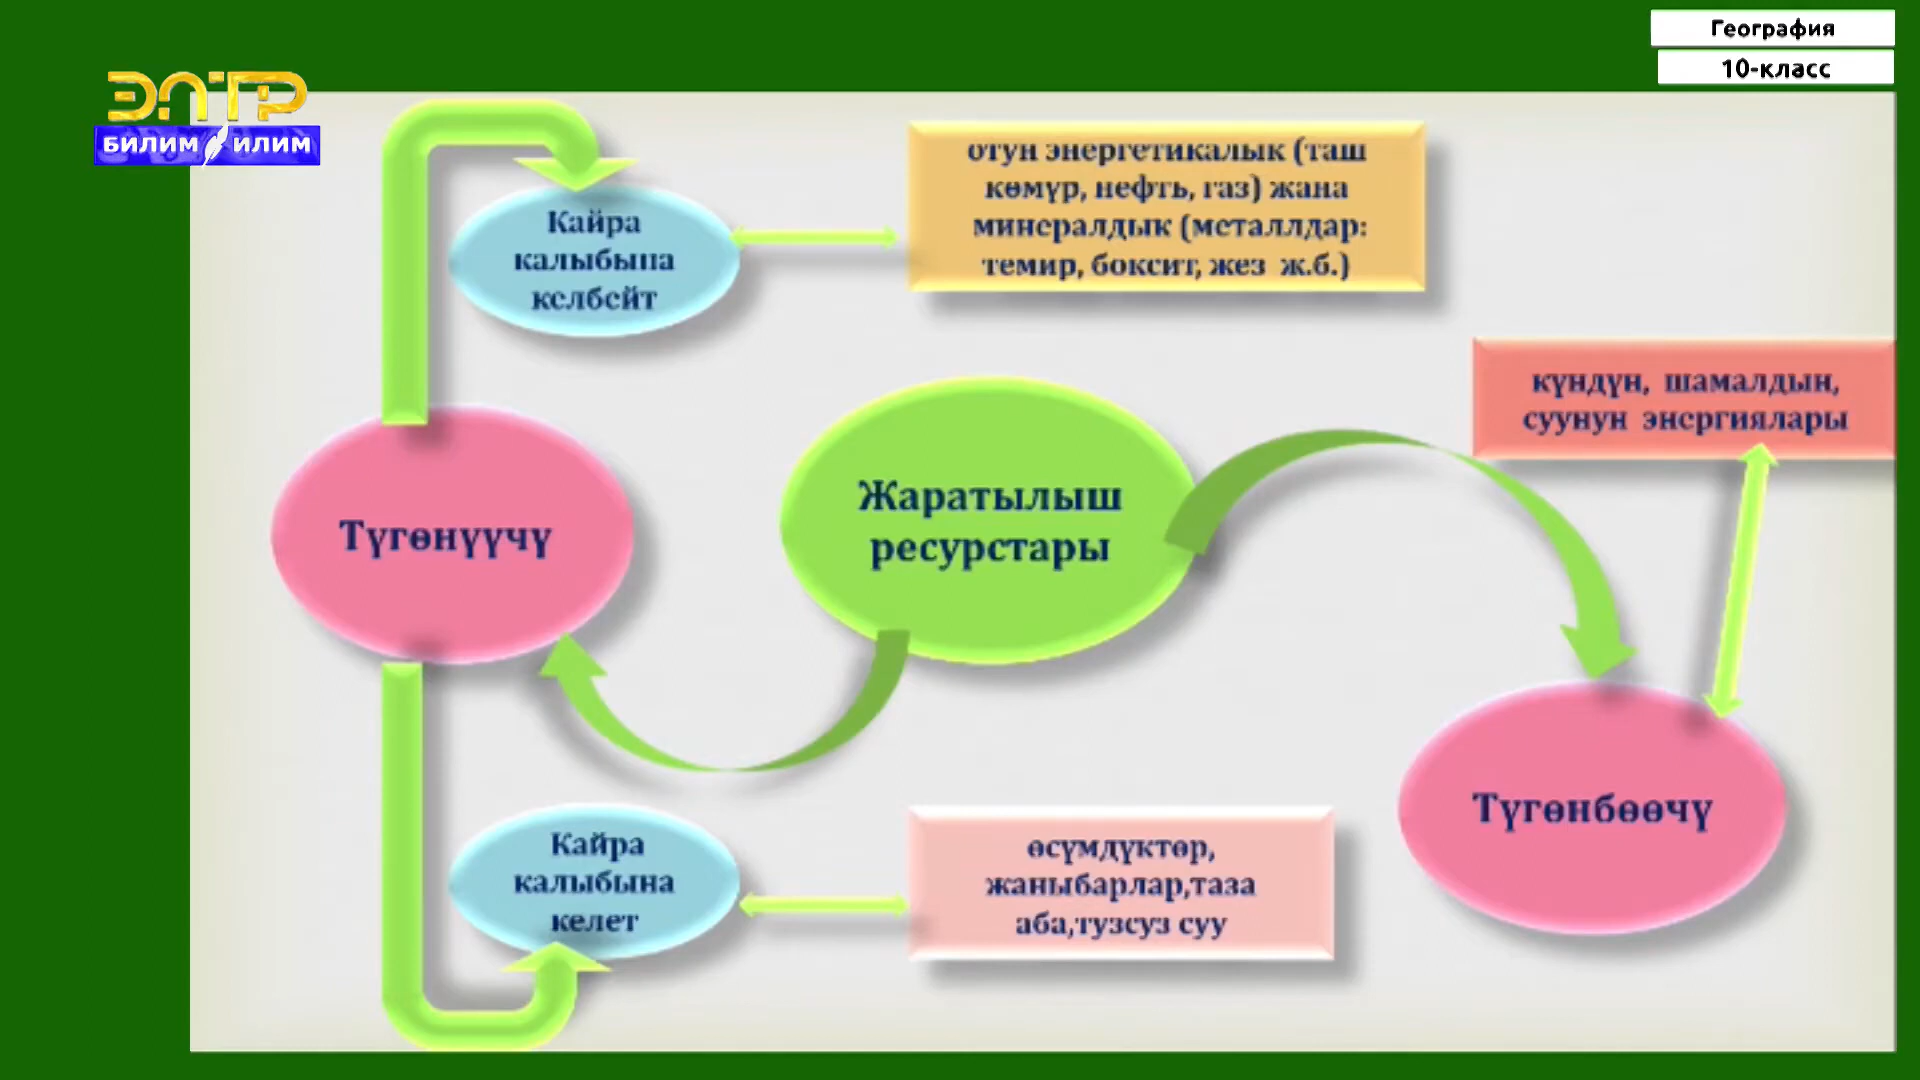 География
10-класс
ЭЛТР
БИЛИМ ИЛИМ
Кайра
калыбына
келбейт
отун энергетикалык (таш
көмүр, нефть, газ) жана
минералдык (металлдар:
темир, боксит, жез ж.б.)
күндүн, шамалдын,
суунун энергиялары
Түгөнүүчү
Жаратылыш
ресурстары
Түгөнбөөчү
Кайра
калыбына
келет
өсүмдүктөр,
жаныбарлар,таза
аба,тузсуз суу